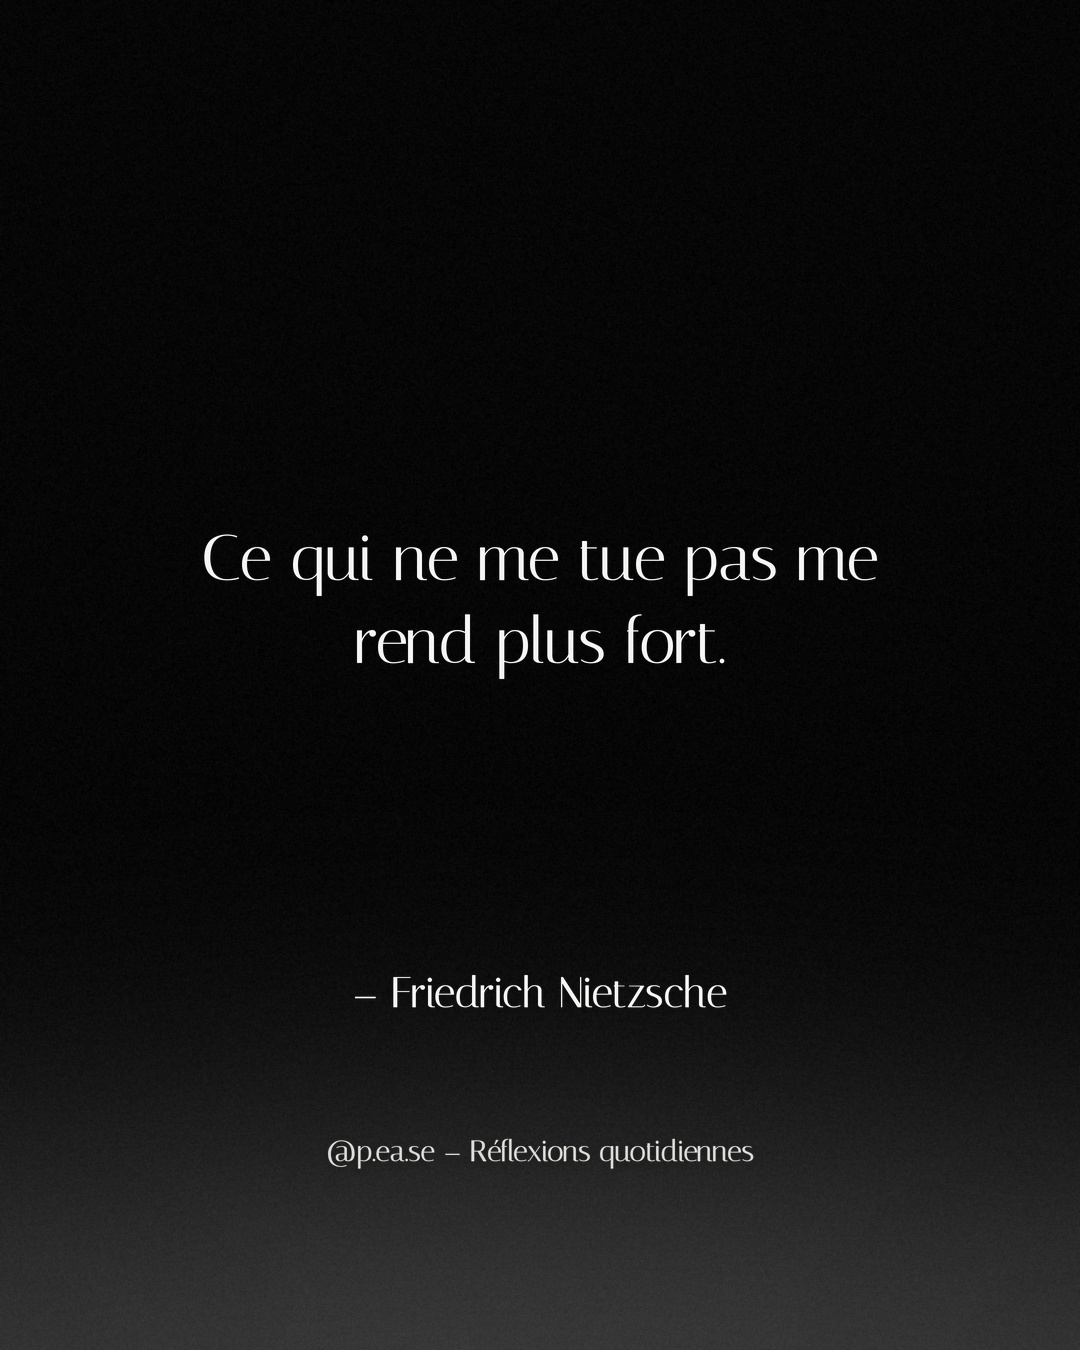 Ce qui ne me tue pas me
rend plus fort.
– Friedrich Nietzsche
@p.ea.se – Réflexions quotidiennes